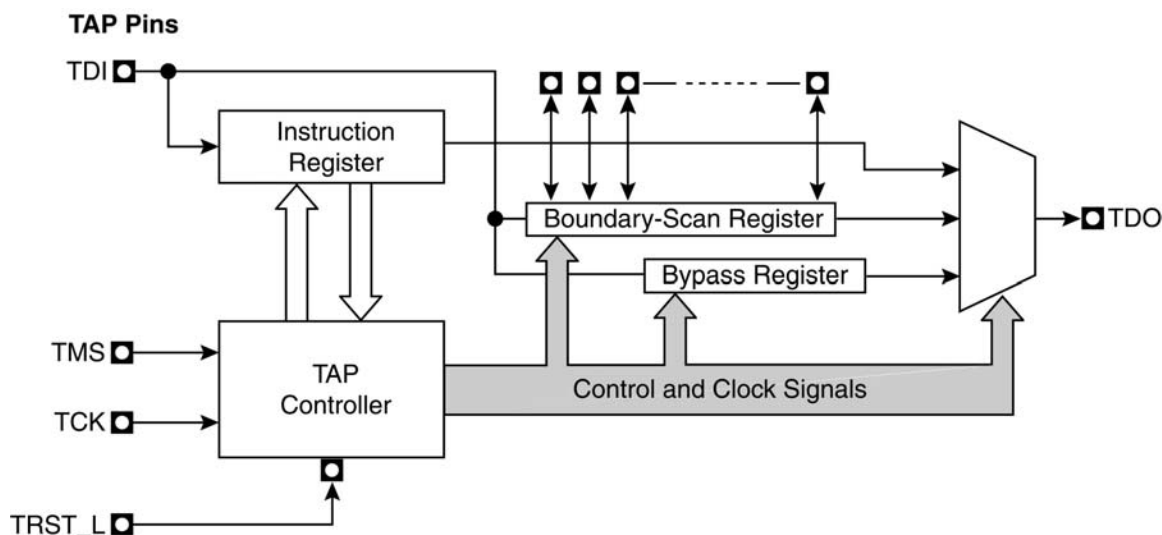 TAP Pins
TDI
Instruction
Register
Boundary-Scan Register
TDO
Bypass Register
TMS
TAP
Controller
Control and Clock Signals
TCK
TRST_L